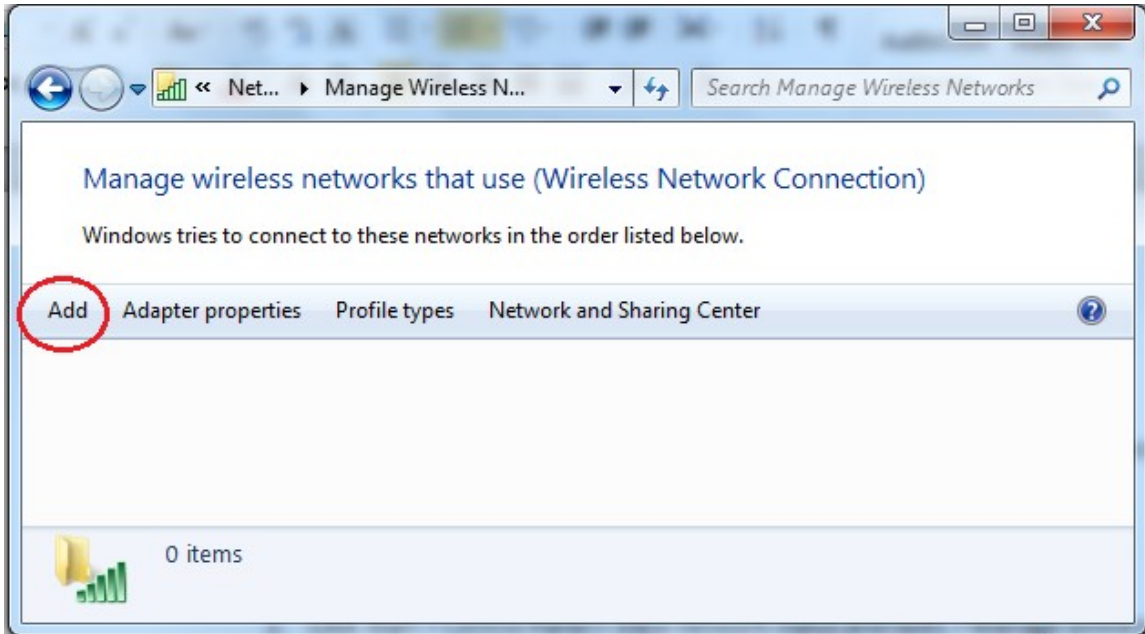 « Net... Manage Wireless N... Search Manage Wireless Networks
Manage wireless networks that use (Wireless Network Connection)
Windows tries to connect to these networks in the order listed below.
Add Adapter properties Profile types Network and Sharing Center
0 items